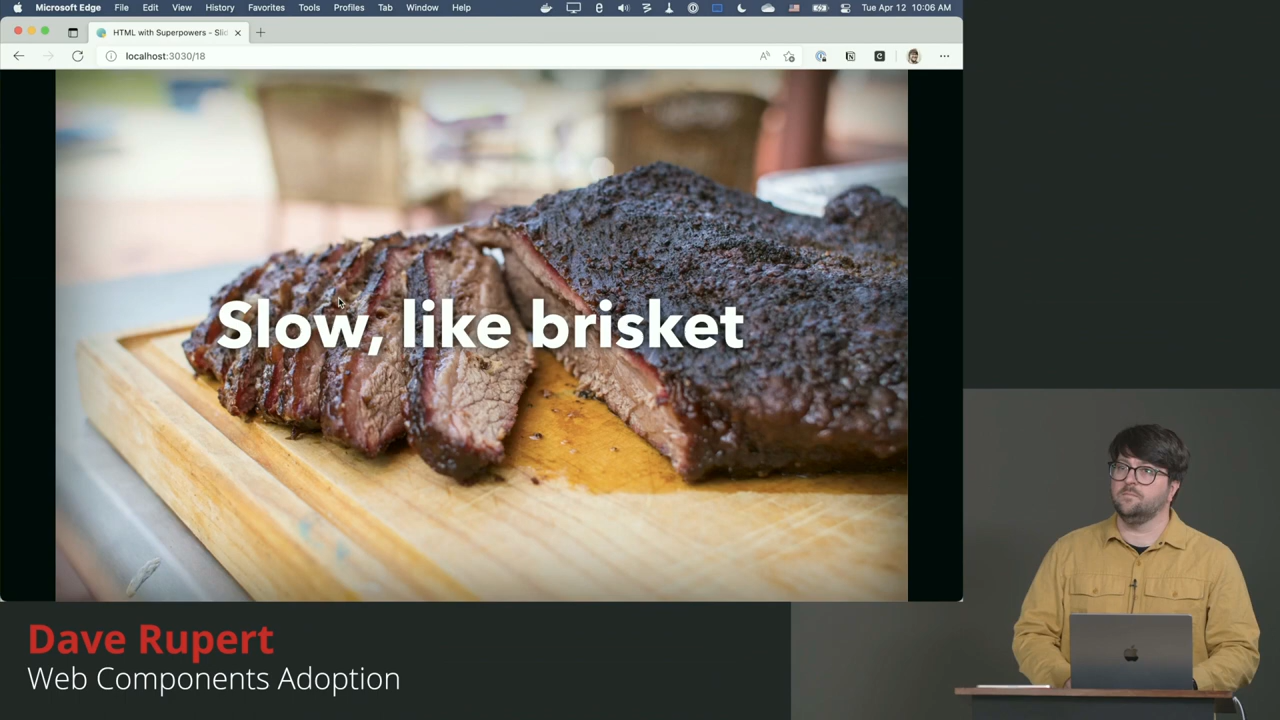 Microsoft Edge File Edit View History Favorites Tools Profiles Tab Window Help Tue Apr 12 10:06 AM
HTML with Superpowers - Slid
localhost:3030/18
Slow, like brisket
Dave Rupert
Web Components Adoption